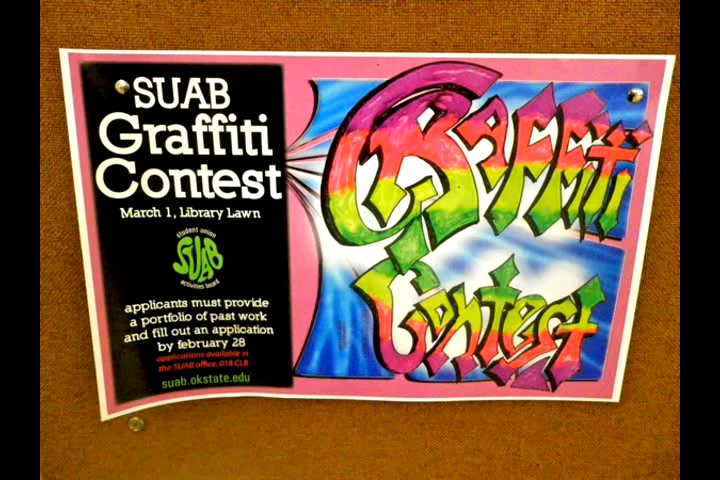 SUAB
Graffiti
Contest
March 1, Library Lawn
student union
SUAB
activities board
applicants must provide
a portfolio of past work
and fill out an application
by february 28
applications available in
the SUAB office, 018 CLB
suab.okstate.edu
GRAFFiTi
Contest